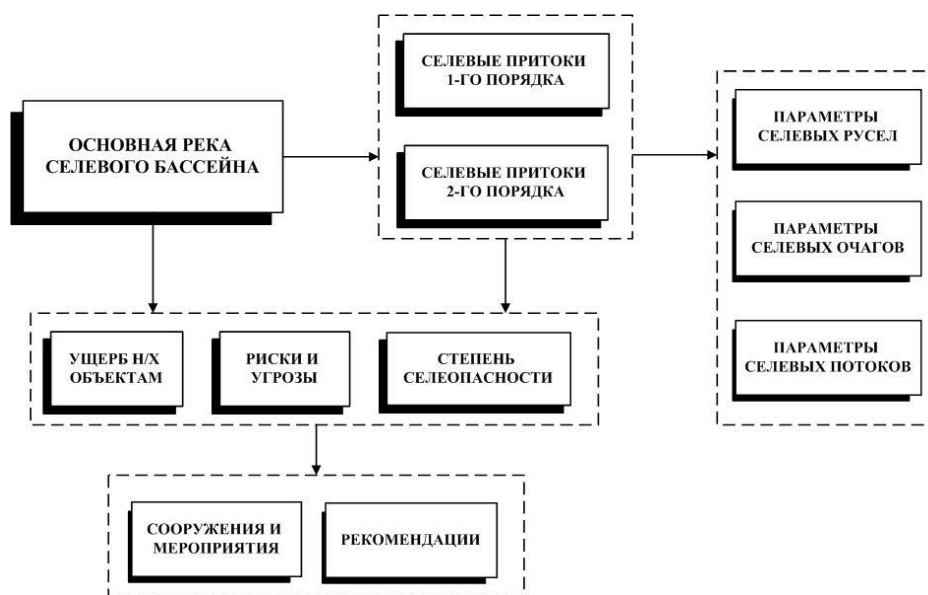 СЕЛЕВЫЕ ПРИТОКИ
1-ГО ПОРЯДКА
ОСНОВНАЯ РЕКА
СЕЛЕВОГО БАССЕЙНА
СЕЛЕВЫЕ ПРИТОКИ
2-ГО ПОРЯДКА
ПАРАМЕТРЫ
СЕЛЕВЫХ РУСЕЛ
ПАРАМЕТРЫ
СЕЛЕВЫХ ОЧАГОВ
ПАРАМЕТРЫ
СЕЛЕВЫХ ПОТОКОВ
УЩЕРБ Н/Х
ОБЪЕКТАМ
РИСКИ И
УГРОЗЫ
СТЕПЕНЬ
СЕЛЕОПАСНОСТИ
СООРУЖЕНИЯ И
МЕРОПРИЯТИЯ
РЕКОМЕНДАЦИИ